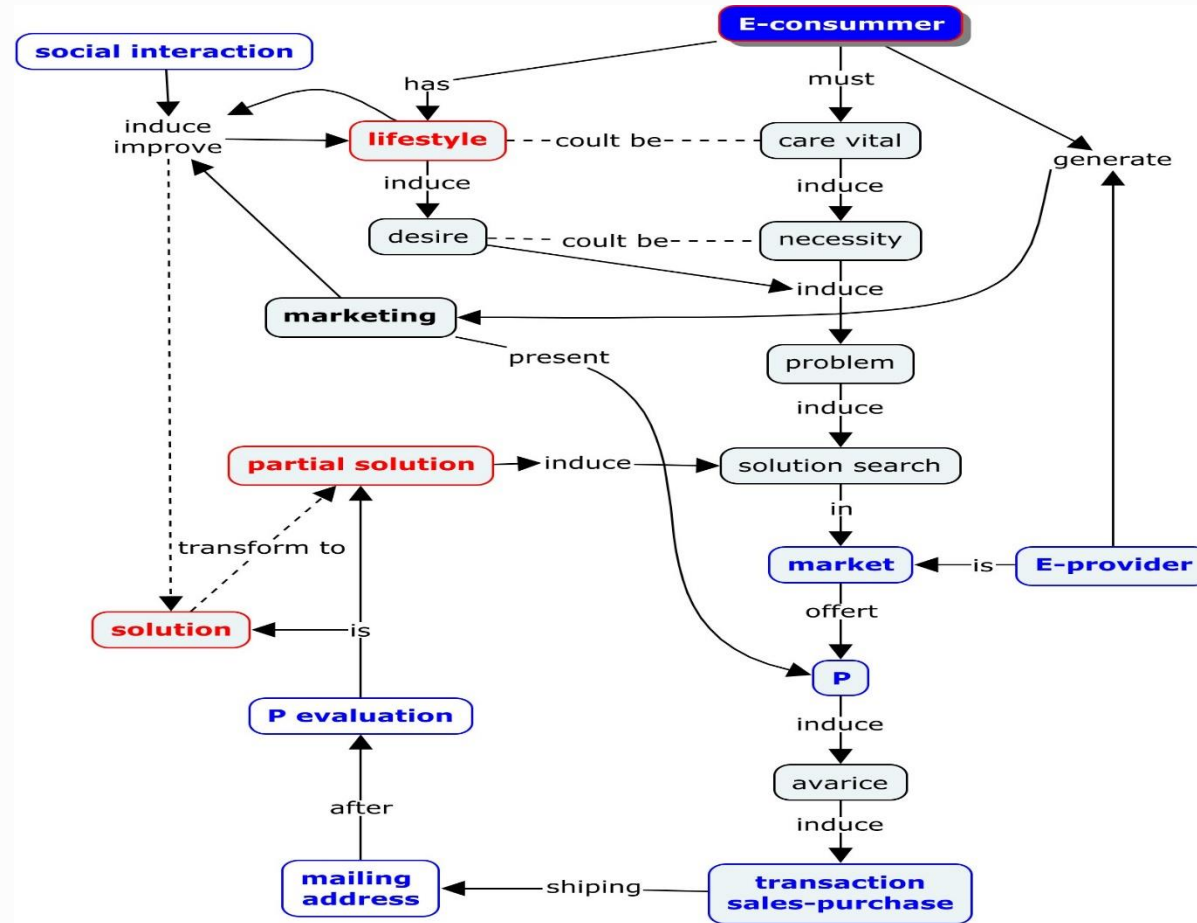 E-consummer
social interaction
has
must
induce
improve
lifestyle
coult be
care vital
generate
induce
induce
desire
coult be
necessity
induce
marketing
present
problem
induce
partial solution
induce
solution search
in
transform to
market
is
E-provider
offert
solution
is
P
P evaluation
induce
avarice
after
induce
mailing
address
shiping
transaction
sales-purchase